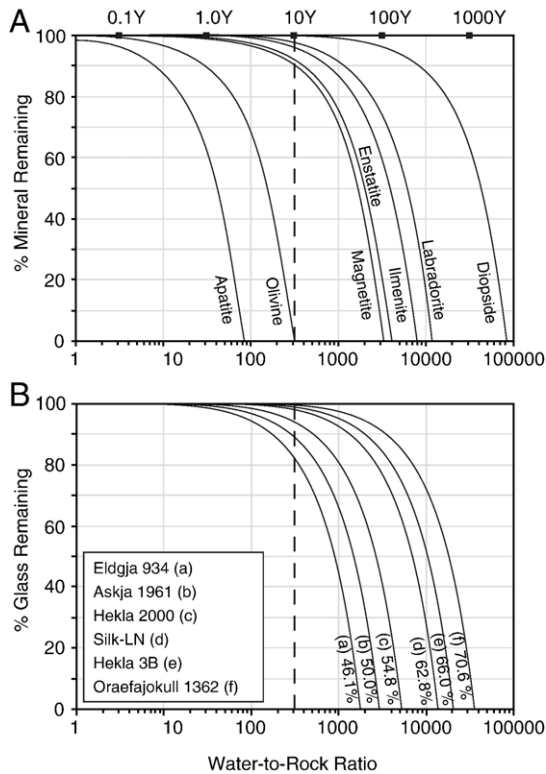 A
0.1Y 1.0Y 10Y 100Y 1000Y
% Mineral Remaining
100
80
60
40
20
0
Apatite
Olivine
Magnetite
Enstatite
Ilmenite
Labradorite
Diopside
1 10 100 1000 10000 100000
B
% Glass Remaining
100
80
60
40
20
0
Eldgja 934 (a)
Askja 1961 (b)
Hekla 2000 (c)
Silk-LN (d)
Hekla 3B (e)
Oraefajokull 1362 (f)
(a) 46.1%
(b) 50.0%
(c) 54.8 %
(d) 62.8%
(e) 66.0 %
(f) 70.6 %
1 10 100 1000 10000 100000
Water-to-Rock Ratio